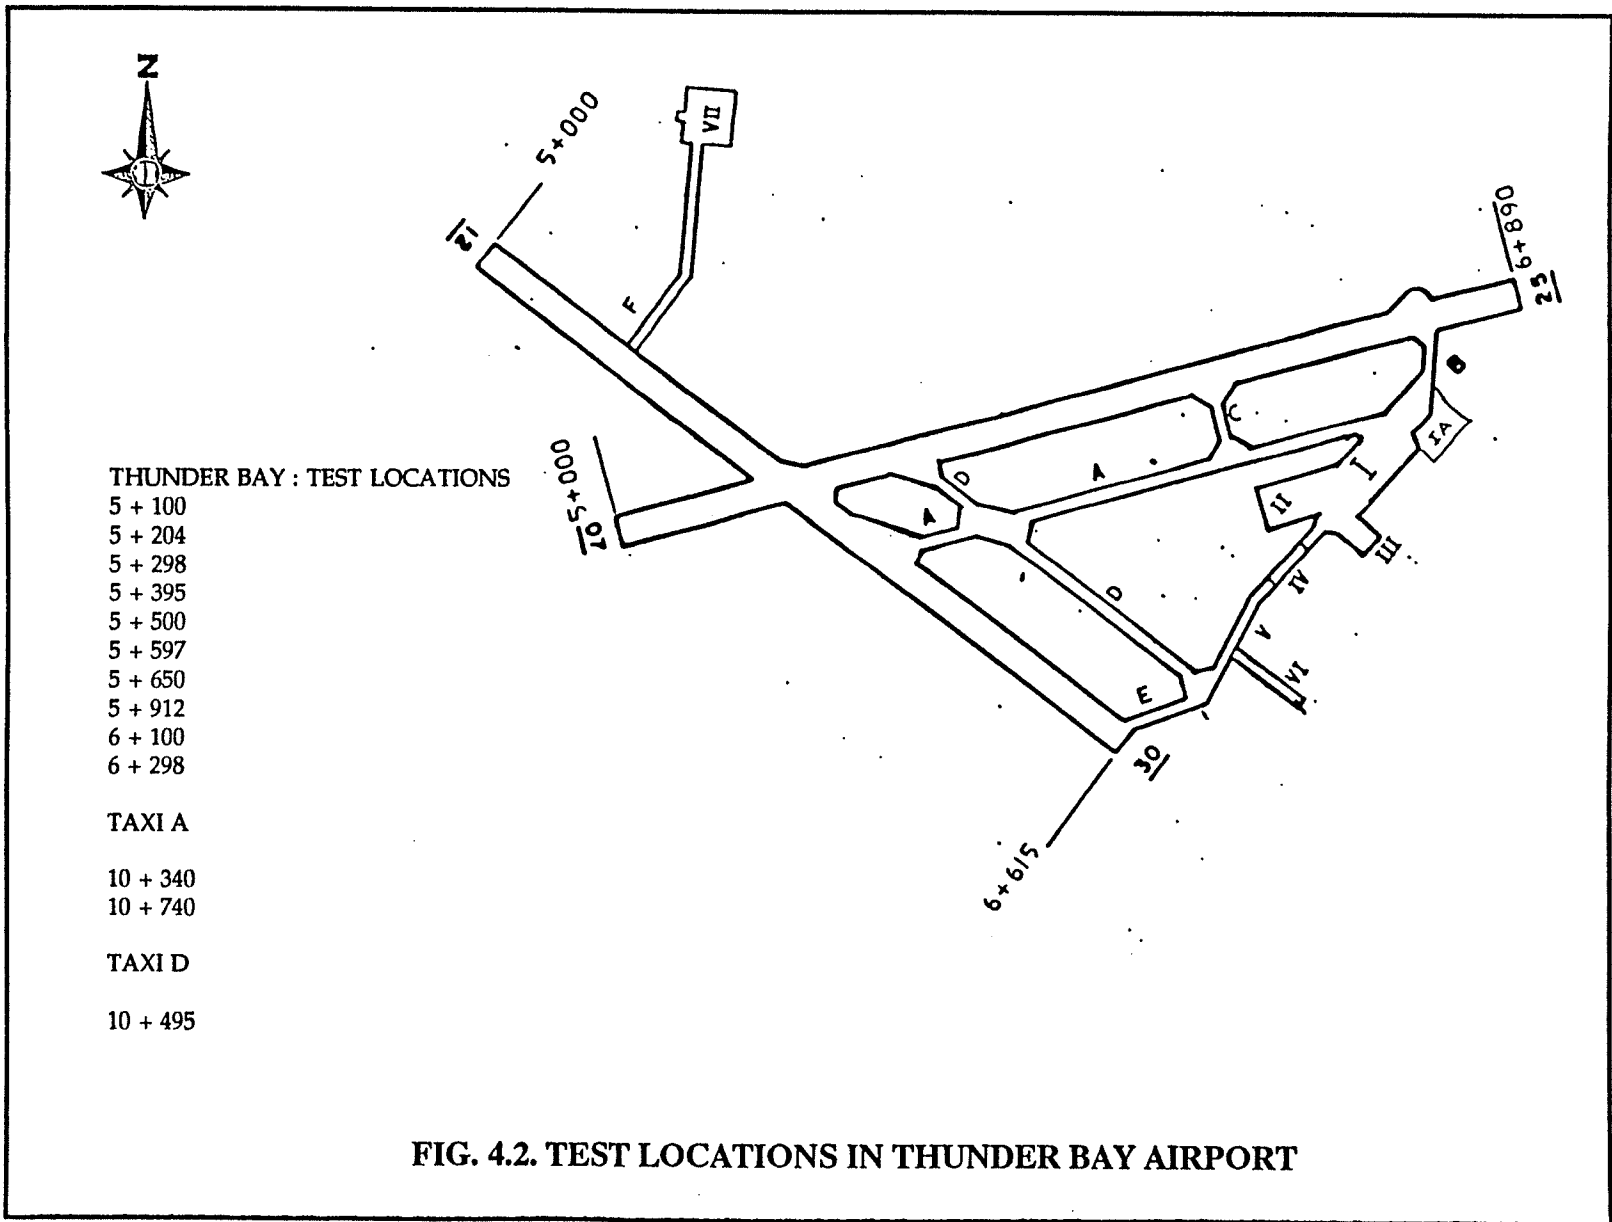 N
5+000
VII
12
F
6+890
25
B
C
IA
D
A
I
5+000
07
II
A
III
D
IV
V
VI
E
30
6+615
THUNDER BAY : TEST LOCATIONS
5 + 100
5 + 204
5 + 298
5 + 395
5 + 500
5 + 597
5 + 650
5 + 912
6 + 100
6 + 298
TAXI A
10 + 340
10 + 740
TAXI D
10 + 495
FIG. 4.2. TEST LOCATIONS IN THUNDER BAY AIRPORT